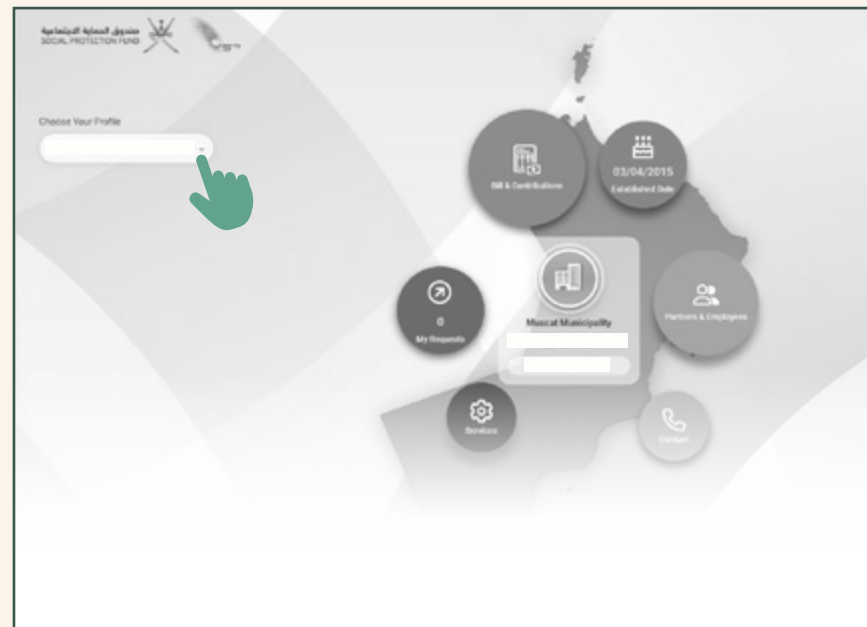 صندوق الحماية الاجتماعية
SOCIAL PROTECTION FUND
Choose Your Profile
Bill & Contributions
03/04/2015
Established Date
0
My Requests
Muscat Municipality
Partners & Employees
Services
Contact